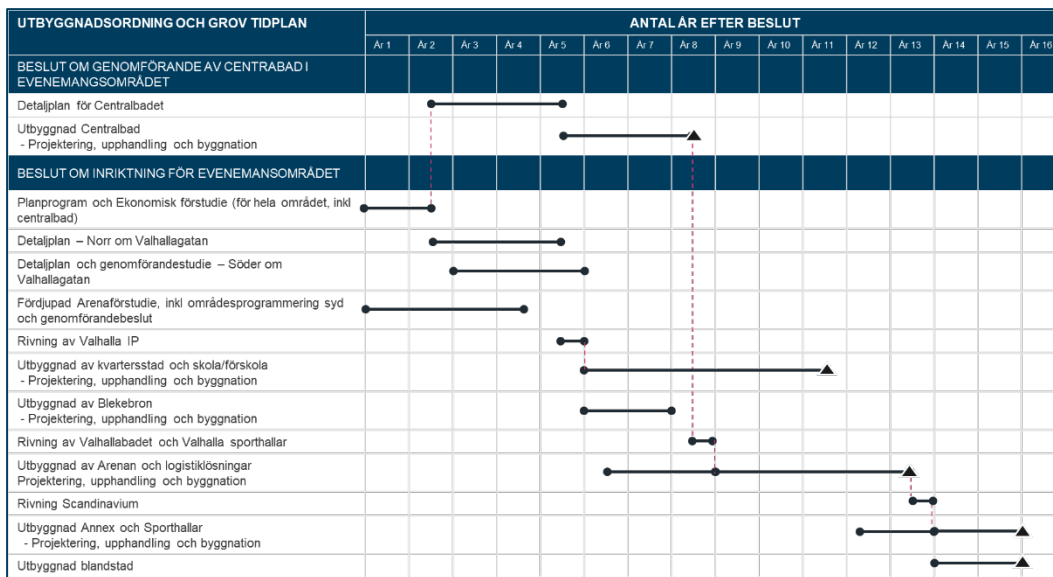 UTBYGGNADSORDNING OCH GROV TIDPLAN
ANTAL ÅR EFTER BESLUT
År 1 År 2 År 3 År 4 År 5 År 6 År 7 År 8 År 9 År 10 År 11 År 12 År 13 År 14 År 15 År 16
BESLUT OM GENOMFÖRANDE AV CENTRABAD I
EVENEMANGSOMRÅDET
Detaljplan för Centralbadet
Utbyggnad Centralbad
- Projektering, upphandling och byggnation
BESLUT OM INRIKTNING FÖR EVENEMANSOMRÅDET
Planprogram och Ekonomisk förstudie (för hela området, inkl
centralbad)
Detaljplan – Norr om Valhallagatan
Detaljplan och genomförandestudie – Söder om
Valhallagatan
Fördjupad Arenaförstudie, inkl områdesprogrammering syd
och genomförandebeslut
Rivning av Valhalla IP
Utbyggnad av kvartersstad och skola/förskola
- Projektering, upphandling och byggnation
Utbyggnad av Blekebron
- Projektering, upphandling och byggnation
Rivning av Valhallabadet och Valhalla sporthallar
Utbyggnad av Arenan och logistiklösningar
Projektering, upphandling och byggnation
Rivning Scandinavium
Utbyggnad Annex och Sporthallar
- Projektering, upphandling och byggnation
Utbyggnad blandstad